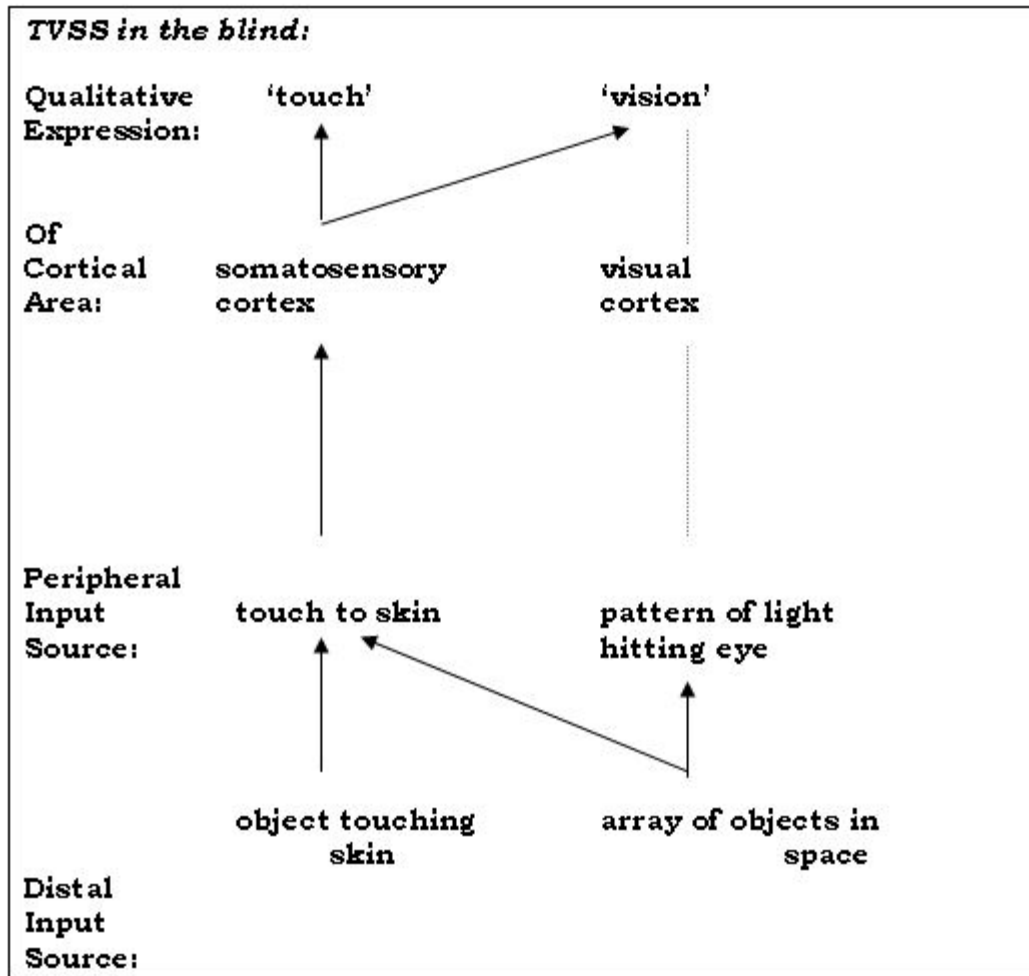 TVSS in the blind:
Qualitative ‘touch’ ‘vision’
Expression:
Of
Cortical somatosensory visual
Area: cortex cortex
Peripheral
Input touch to skin pattern of light
Source: hitting eye
object touching array of objects in
skin space
Distal
Input
Source: